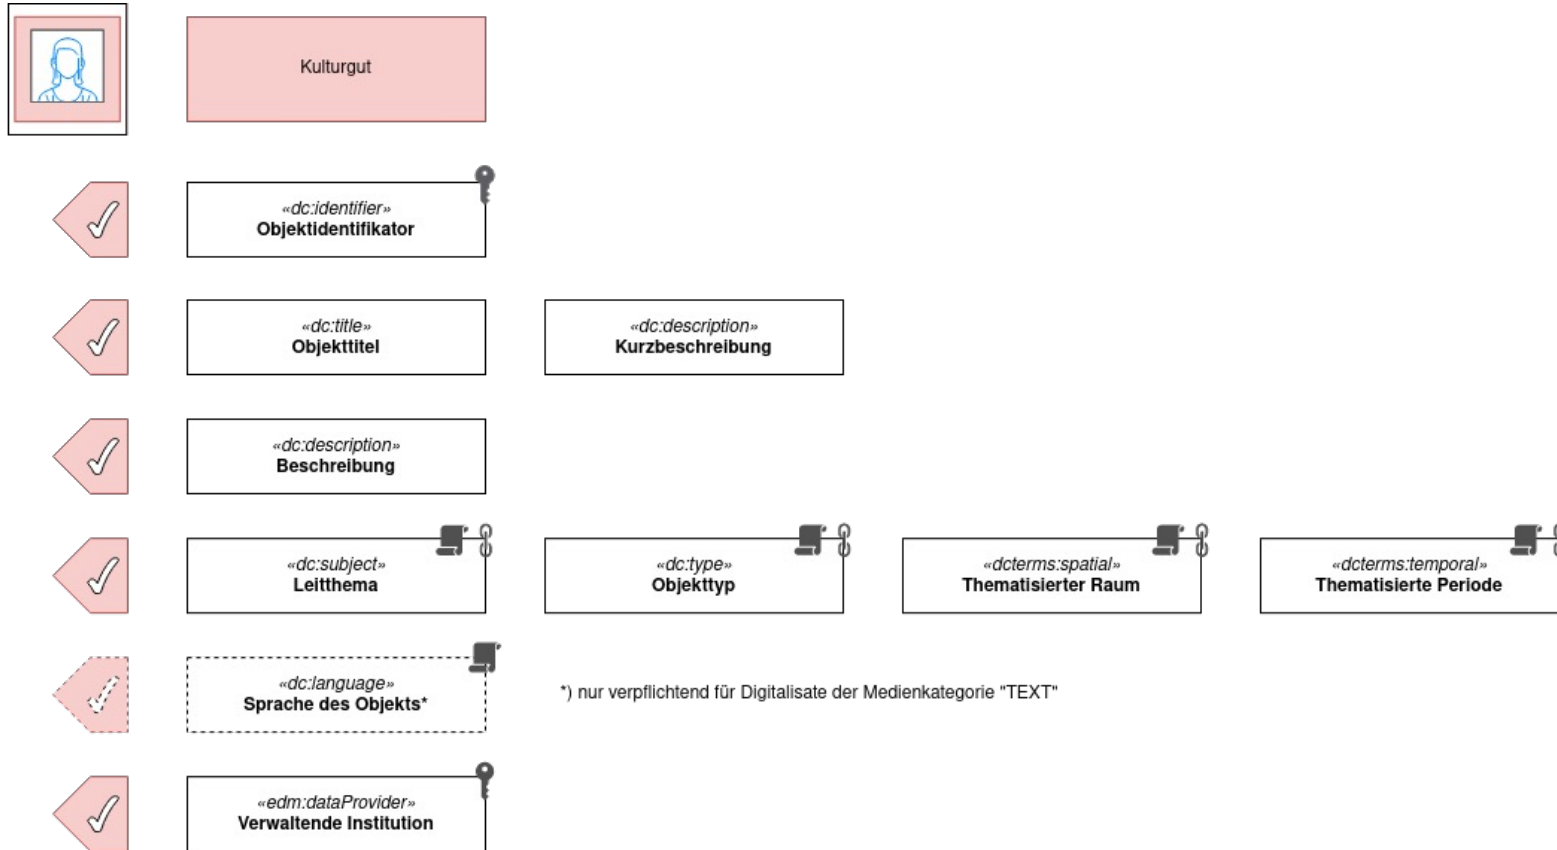 Kulturgut
«dc:identifier»
Objektidentifikator
«dc:title»
Objekttitel
«dc:description»
Kurzbeschreibung
«dc:description»
Beschreibung
«dc:subject»
Leitthema
«dc:type»
Objekttyp
«dcterms:spatial»
Thematisierter Raum
«dcterms:temporal»
Thematisierte Periode
«dc:language»
Sprache des Objekts*
*) nur verpflichtend für Digitalisate der Medienkategorie "TEXT"
«edm:dataProvider»
Verwaltende Institution